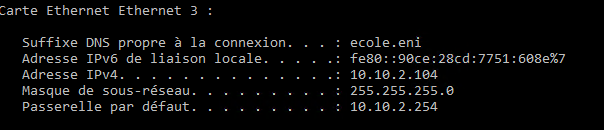 Carte Ethernet Ethernet 3 :
Suffixe DNS propre à la connexion. . . : ecole.eni
Adresse IPv6 de liaison locale. . . . .: fe80::90ce:28cd:7751:608e%7
Adresse IPv4. . . . . . . . . . . . . .: 10.10.2.104
Masque de sous-réseau. . . . . . . . . : 255.255.255.0
Passerelle par défaut. . . . . . . . . : 10.10.2.254